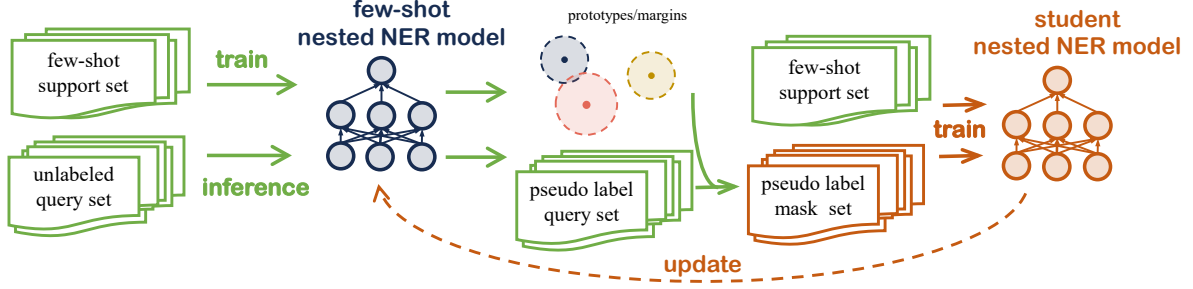 few-shot
support set
train
unlabeled
query set
inference
few-shot
nested NER model
prototypes/margins
pseudo label
query set
few-shot
support set
pseudo label
mask set
train
student
nested NER model
update